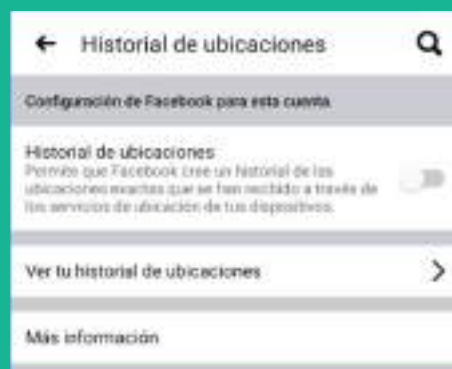 Historial de ubicaciones
Configuración de Facebook para esta cuenta
Historial de ubicaciones
Permite que Facebook cree un historial de las
ubicaciones exactas que se han recibido a través de
los servicios de ubicación de tus dispositivos.
Ver tu historial de ubicaciones
Más información